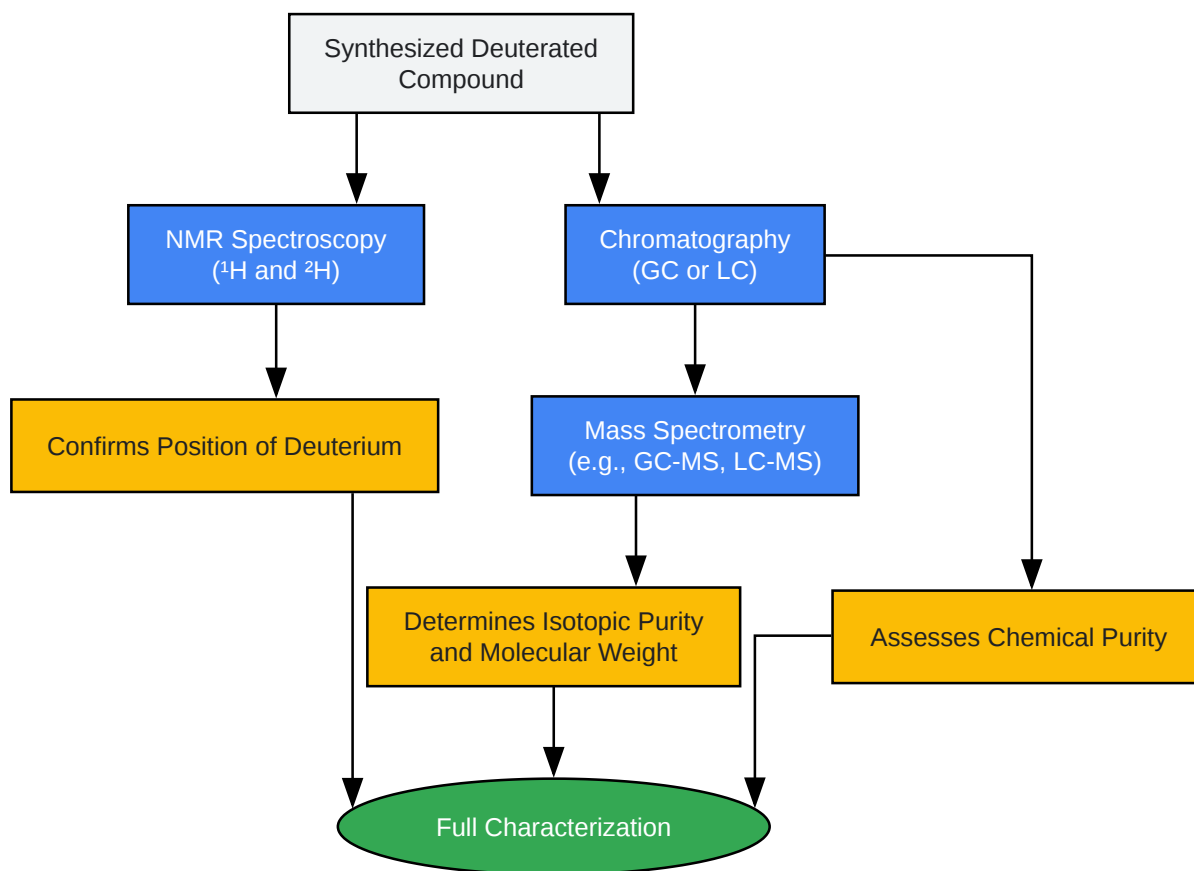 Synthesized Deuterated
Compound
NMR Spectroscopy
(¹H and ²H)
Chromatography
(GC or LC)
Confirms Position of Deuterium
Mass Spectrometry
(e.g., GC-MS, LC-MS)
Determines Isotopic Purity
and Molecular Weight
Assesses Chemical Purity
Full Characterization